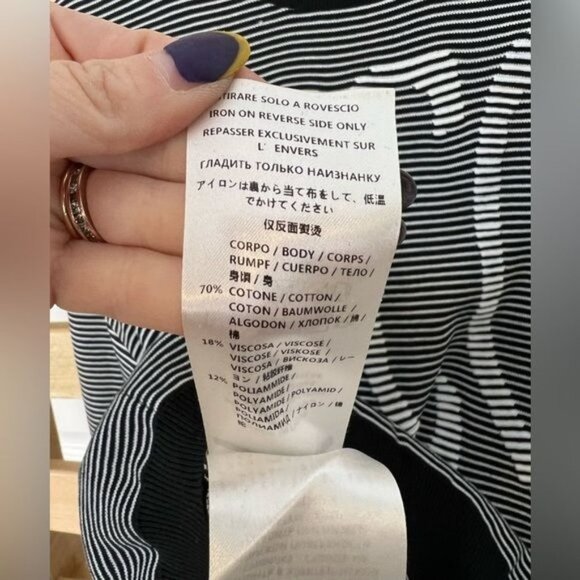 STIRARE SOLO A ROVESCIO
IRON ON REVERSE SIDE ONLY
REPASSER EXCLUSIVEMENT SUR
L' ENVERS
ГЛАДИТЬ ТОЛЬКО НАИЗНАНКУ
アイロンは裏から当て布をして、低温
でかけてください
仅反面熨烫
CORPO / BODY / CORPS /
RUMPF / CUERPO / ТЕЛО /
身頃 / 身
70% COTONE / COTTON /
COTON / BAUMWOLLE /
ALGODON / ХЛОПОК / 綿 /
棉
18% VISCOSA / VISCOSE /
VISCOSE / VISKOSE /
VISCOSA / ВИСКОЗА / レー
ヨン / 粘胶纤维
12% POLIAMMIDE /
POLYAMIDE /
POLYAMIDE / POLYAMID /
POLIAMIDA /
ПОЛИАМИД / ナイロン / 锦
纶